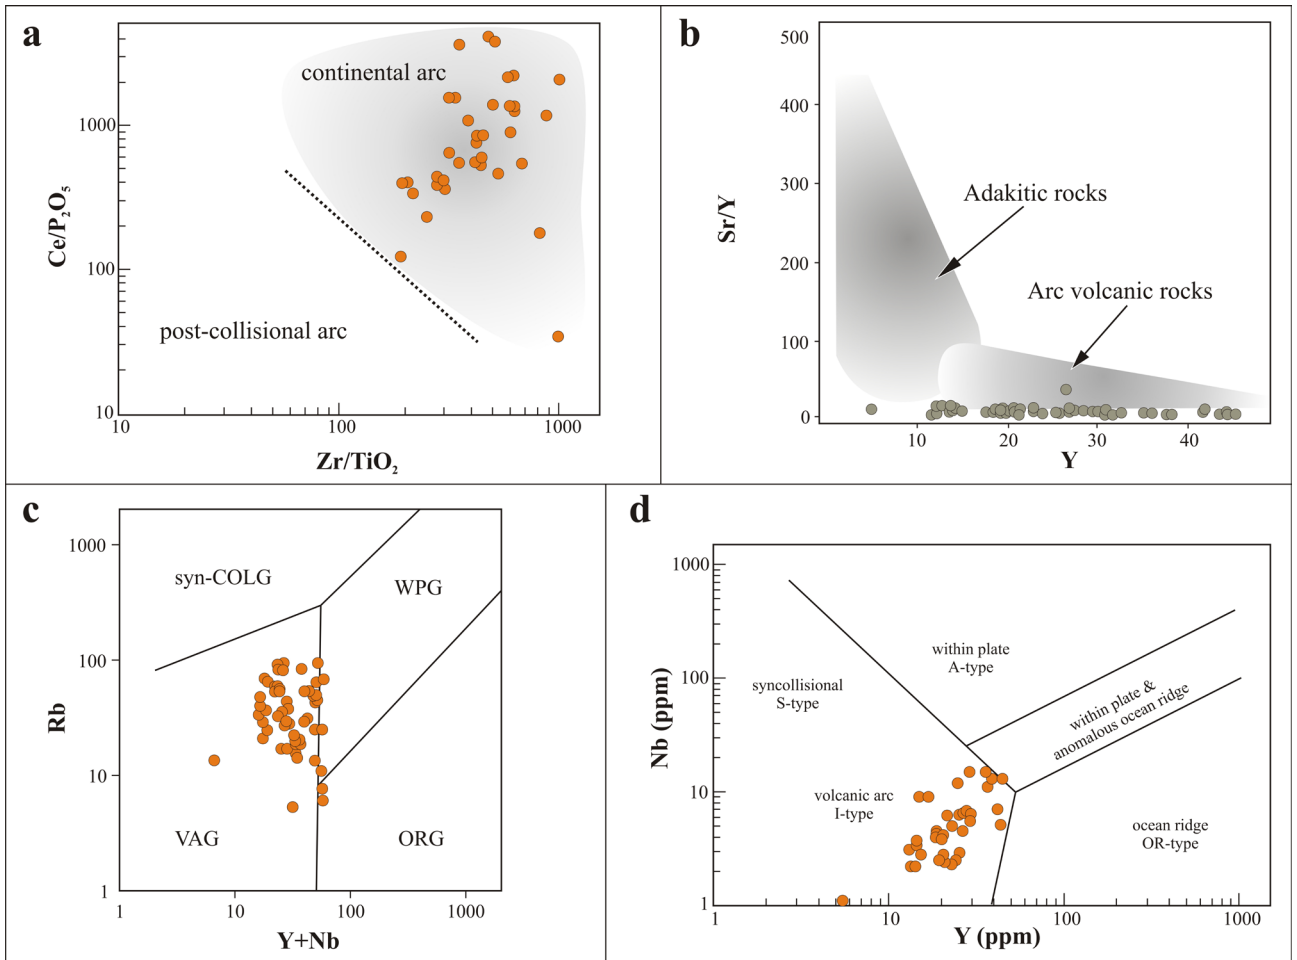 a
continental arc
post-collisional arc
Ce/P₂O₅
1000
100
10
10
100
1000
Zr/TiO₂
b
Adakitic rocks
Arc volcanic rocks
Sr/Y
500
400
300
200
100
0
10
20
30
40
Y
c
syn-COLG
WPG
VAG
ORG
Rb
1000
100
10
1
1
10
100
1000
Y+Nb
d
within plate
A-type
syncollisional
S-type
within plate &
anomalous ocean ridge
volcanic arc
I-type
ocean ridge
OR-type
Nb (ppm)
1000
100
10
1
1
10
100
1000
Y (ppm)